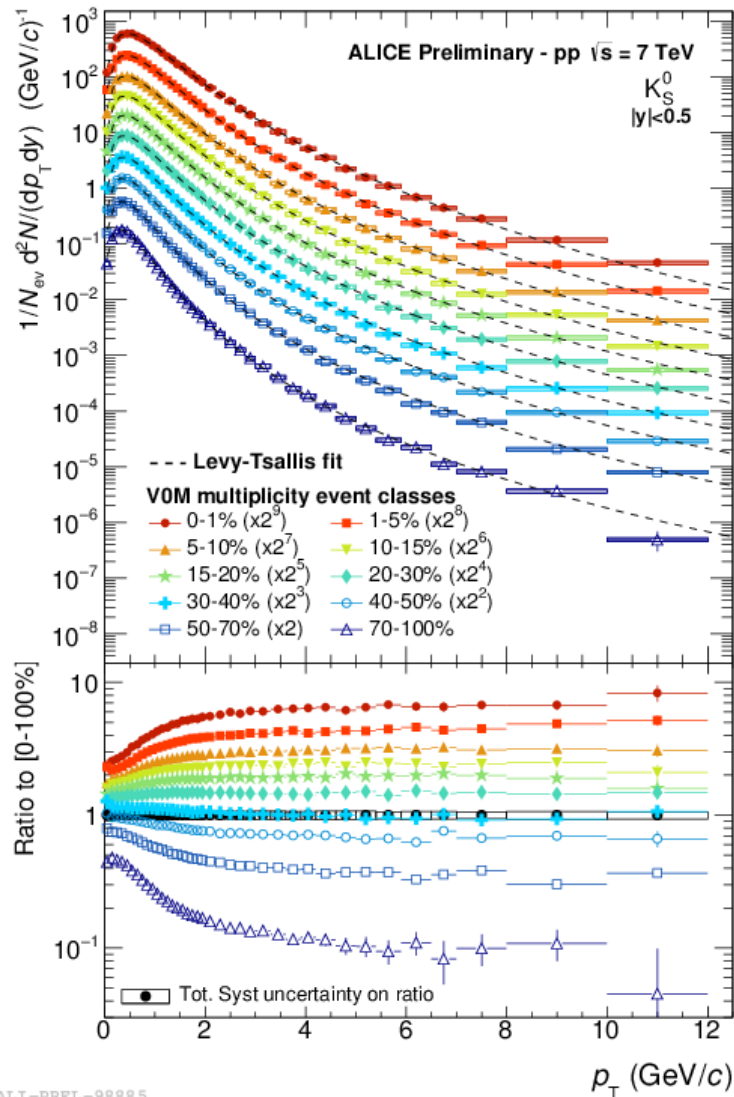 ALICE Preliminary - pp √s = 7 TeV
K⁰_S
|y|<0.5
1/N_ev d²N/(dp_T dy) (GeV/c)⁻¹
10³
10²
10
1
10⁻¹
10⁻²
10⁻³
10⁻⁴
10⁻⁵
10⁻⁶
10⁻⁷
10⁻⁸
--- Levy-Tsallis fit
V0M multiplicity event classes
0-1% (x2⁹) 1-5% (x2⁸)
5-10% (x2⁷) 10-15% (x2⁶)
15-20% (x2⁵) 20-30% (x2⁴)
30-40% (x2³) 40-50% (x2²)
50-70% (x2) 70-100%
Ratio to [0-100%]
10
1
10⁻¹
Tot. Syst uncertainty on ratio
0 2 4 6 8 10 12
p_T (GeV/c)